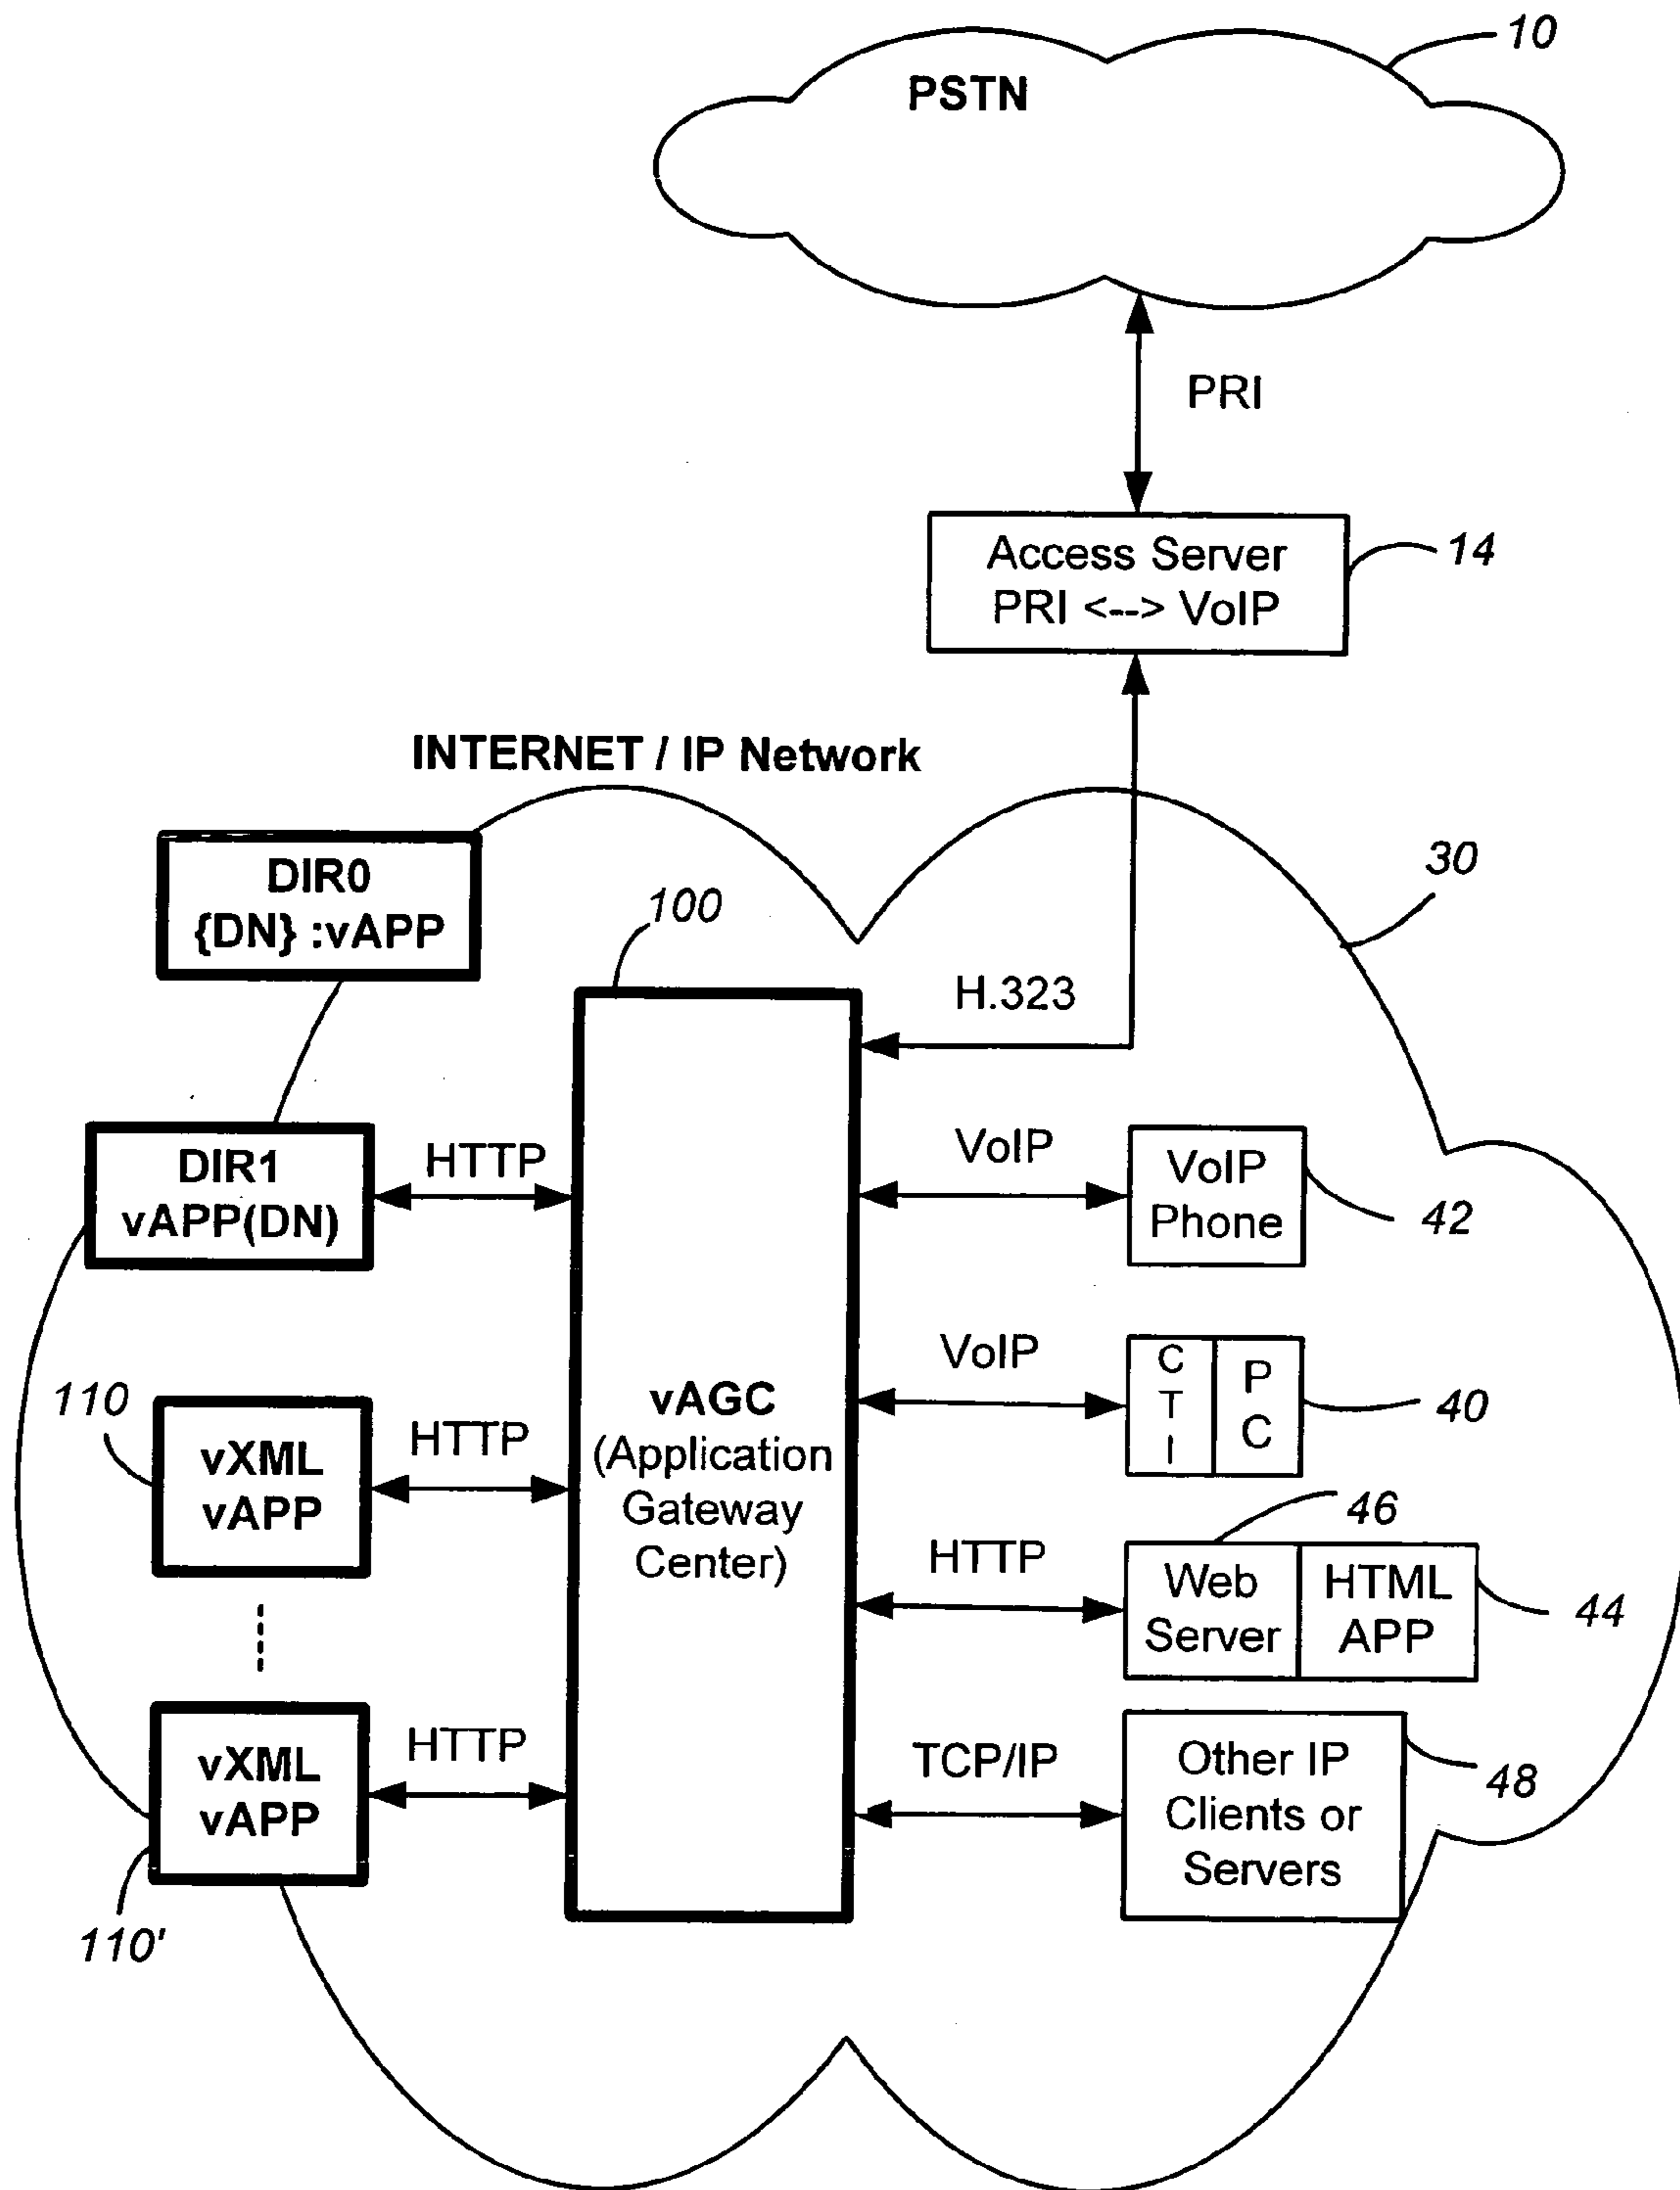 10
PSTN
PRI
Access Server
PRI <--> VoIP
14
INTERNET / IP Network
DIR0
{DN} :vAPP
100
30
H.323
DIR1
vAPP(DN)
HTTP
VoIP
VoIP
Phone
42
110
vXML
vAPP
HTTP
vAGC
(Application
Gateway
Center)
VoIP
C
T
I
P
C
40
HTTP
46
Web
Server
HTML
APP
44
vXML
vAPP
HTTP
110'
TCP/IP
Other IP
Clients or
Servers
48